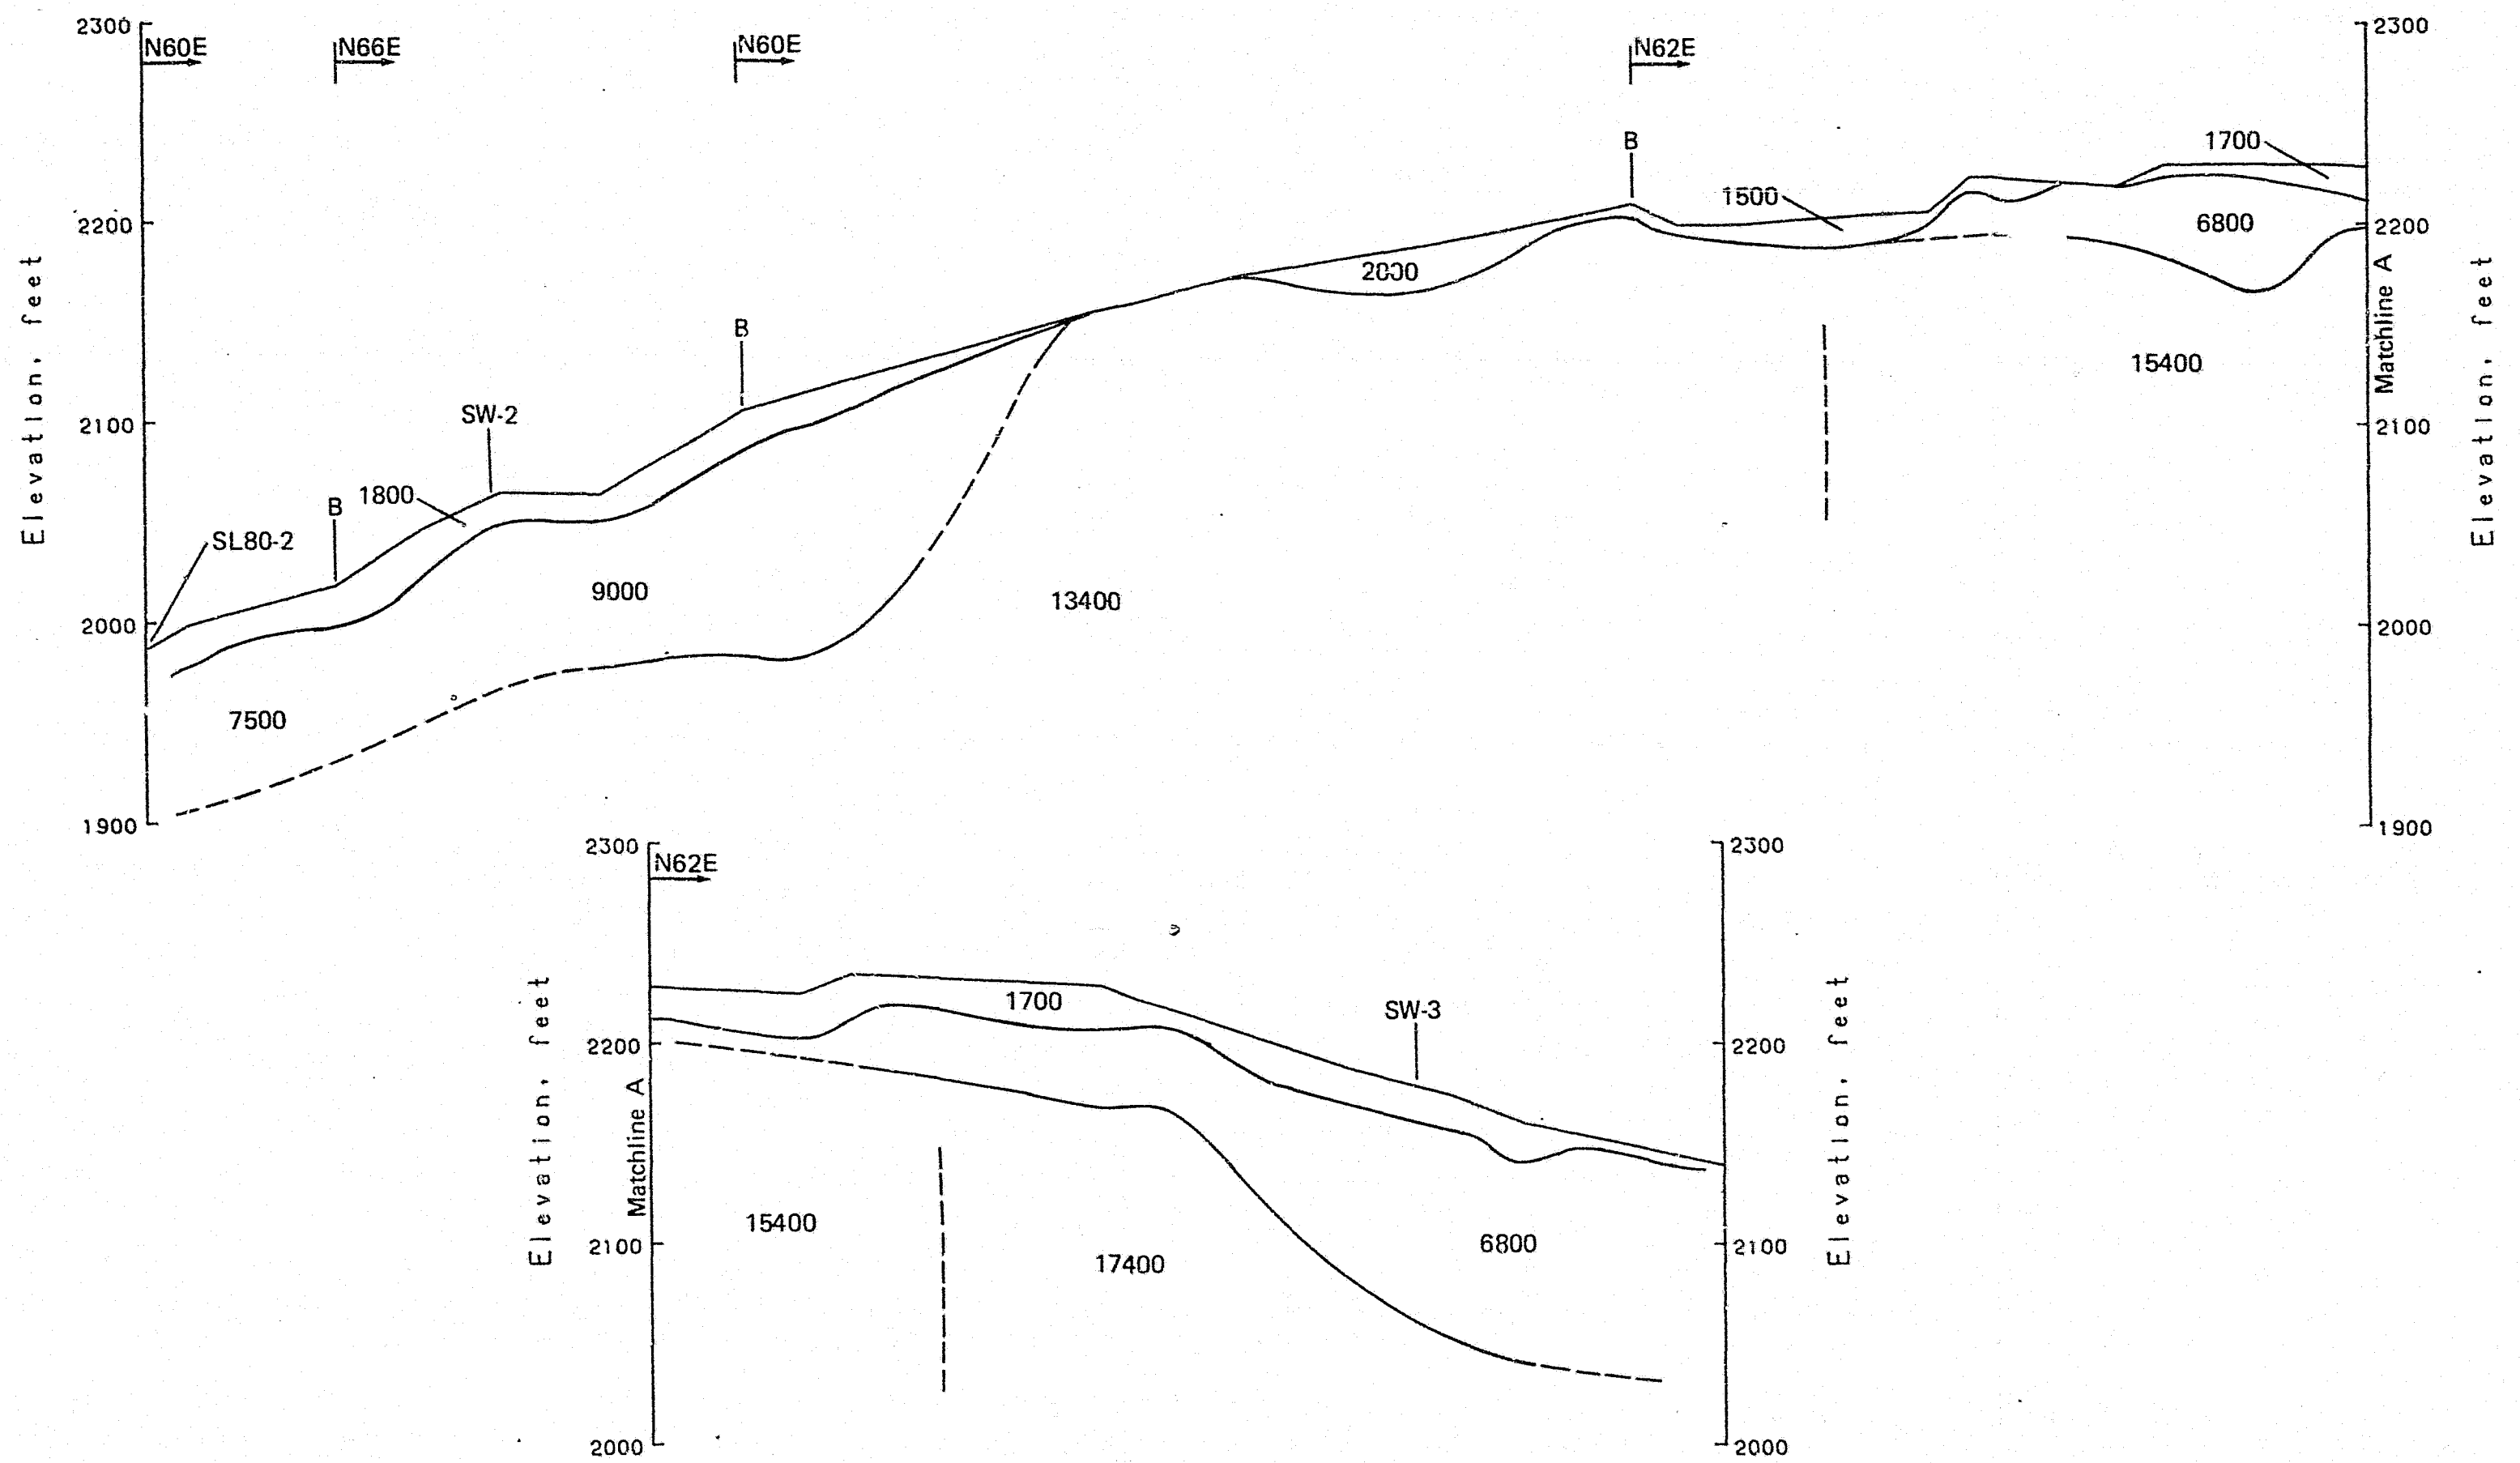 2300
N60E
N66E
N60E
N62E
2300
B
1700
1500
2200
6800
2200
2000
Matchline A
Elevation, feet
Elevation, feet
B
15400
SW-2
2100
2100
1800
B
SL80-2
9000
13400
2000
2000
7500
1900
1900
2300
N62E
2300
1700
SW-3
2200
2200
Elevation, feet
Matchline A
Elevation, feet
15400
2100
17400
6800
2100
2000
2000